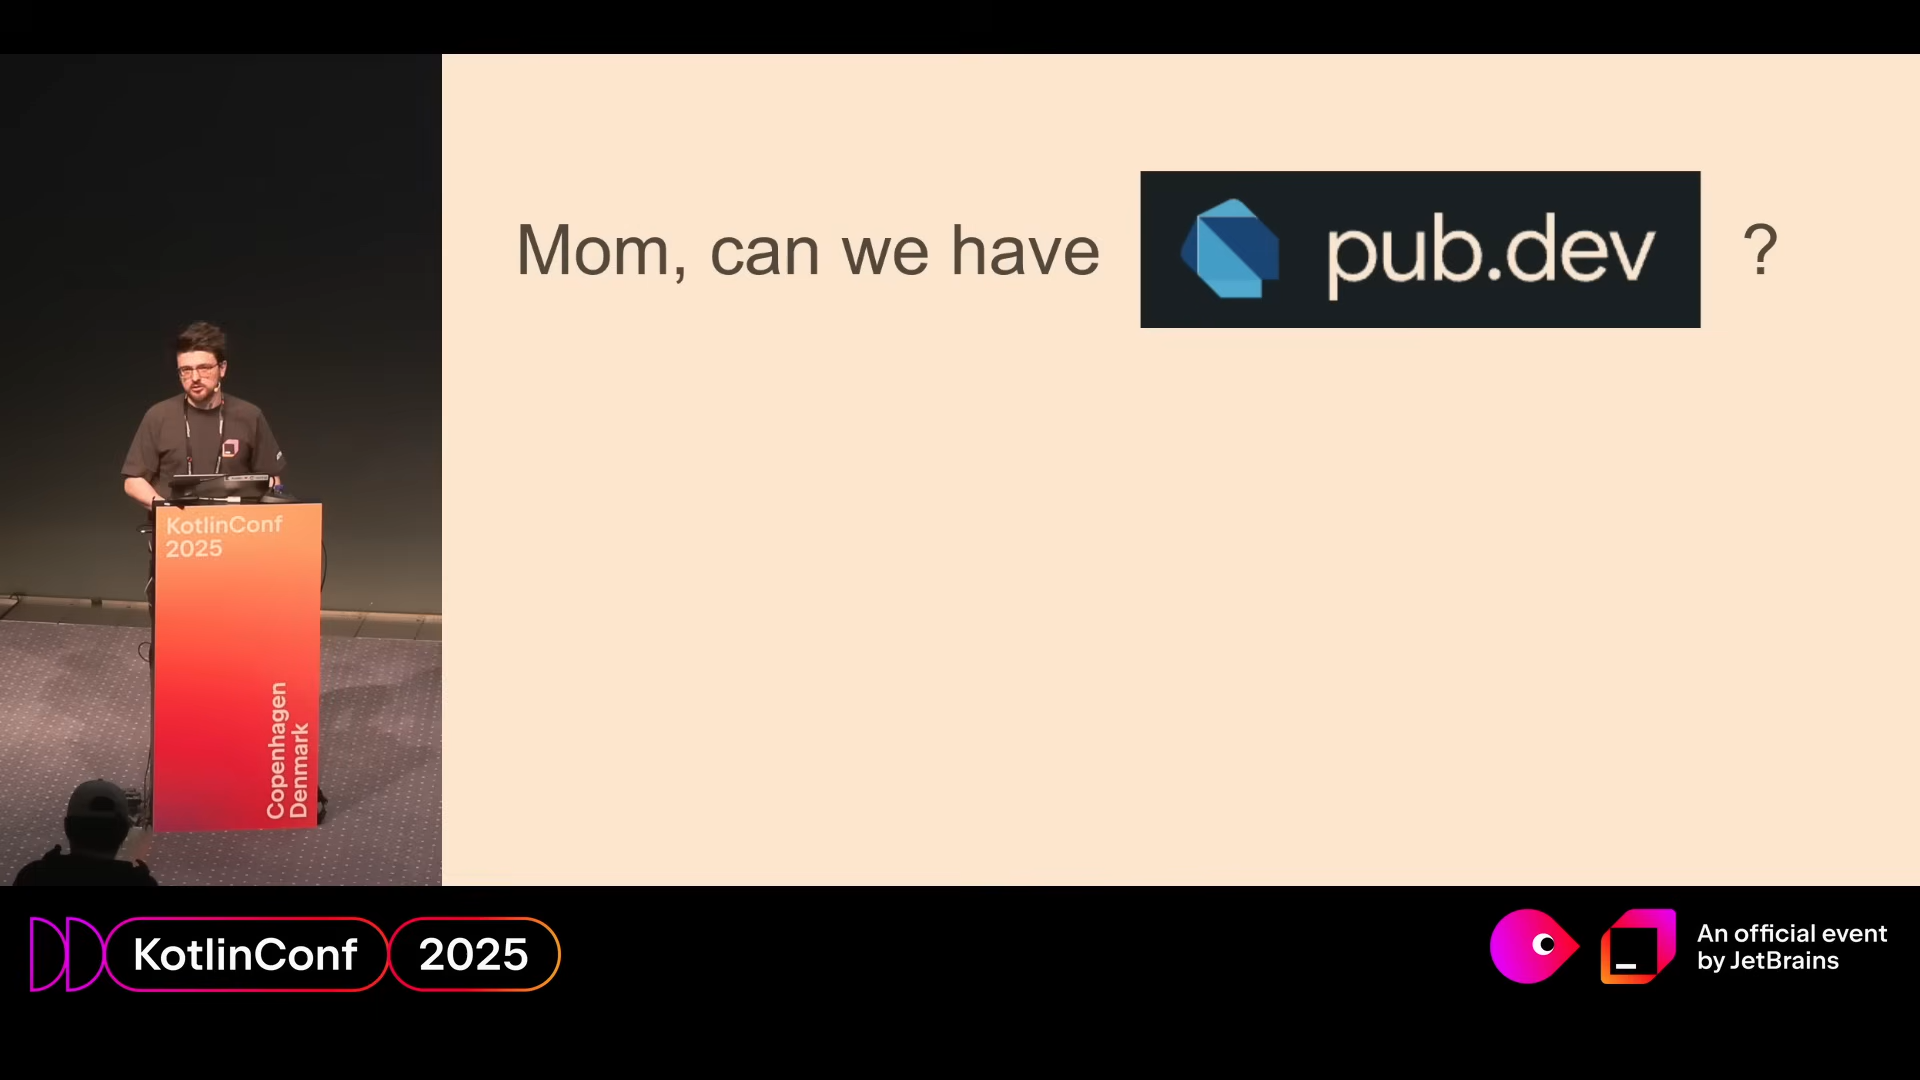 Mom, can we have pub.dev ?
KotlinConf
2025
Copenhagen
Denmark
KotlinConf 2025
An official event
by JetBrains